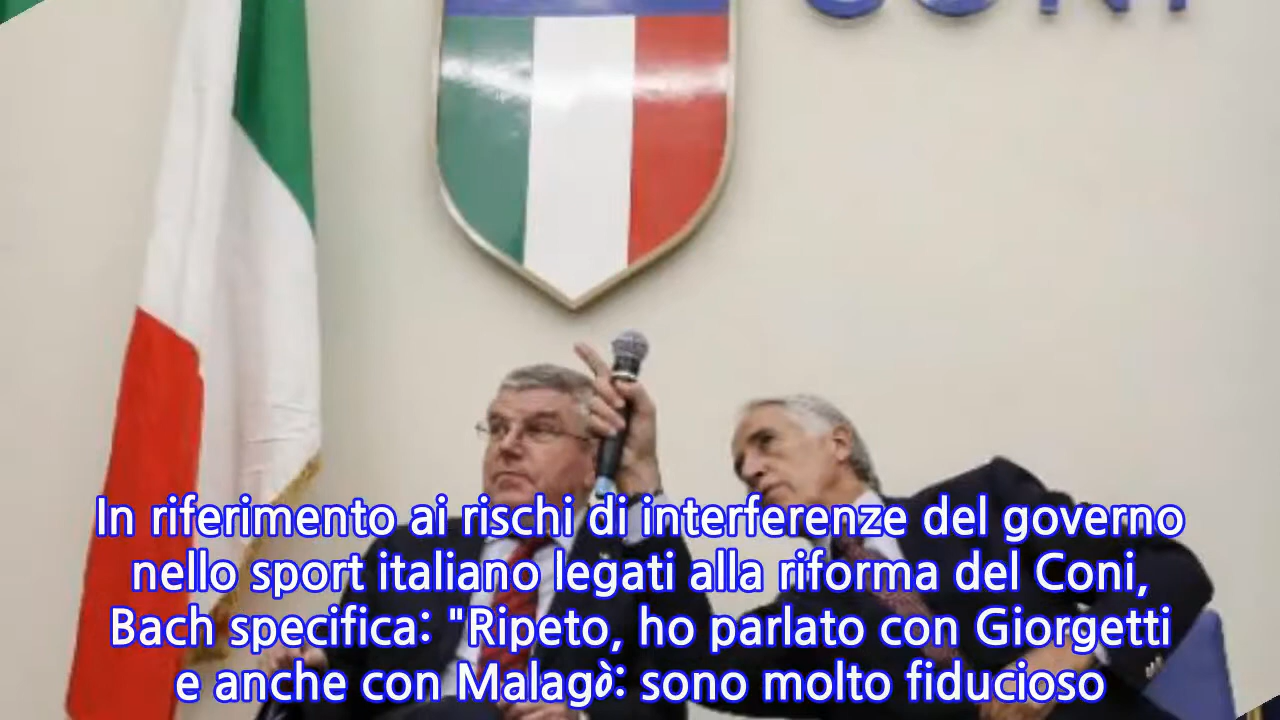 CONI
In riferimento ai rischi di interferenze del governo
nello sport italiano legati alla riforma del Coni,
Bach specifica: "Ripeto, ho parlato con Giorgetti
e anche con Malagò: sono molto fiducioso